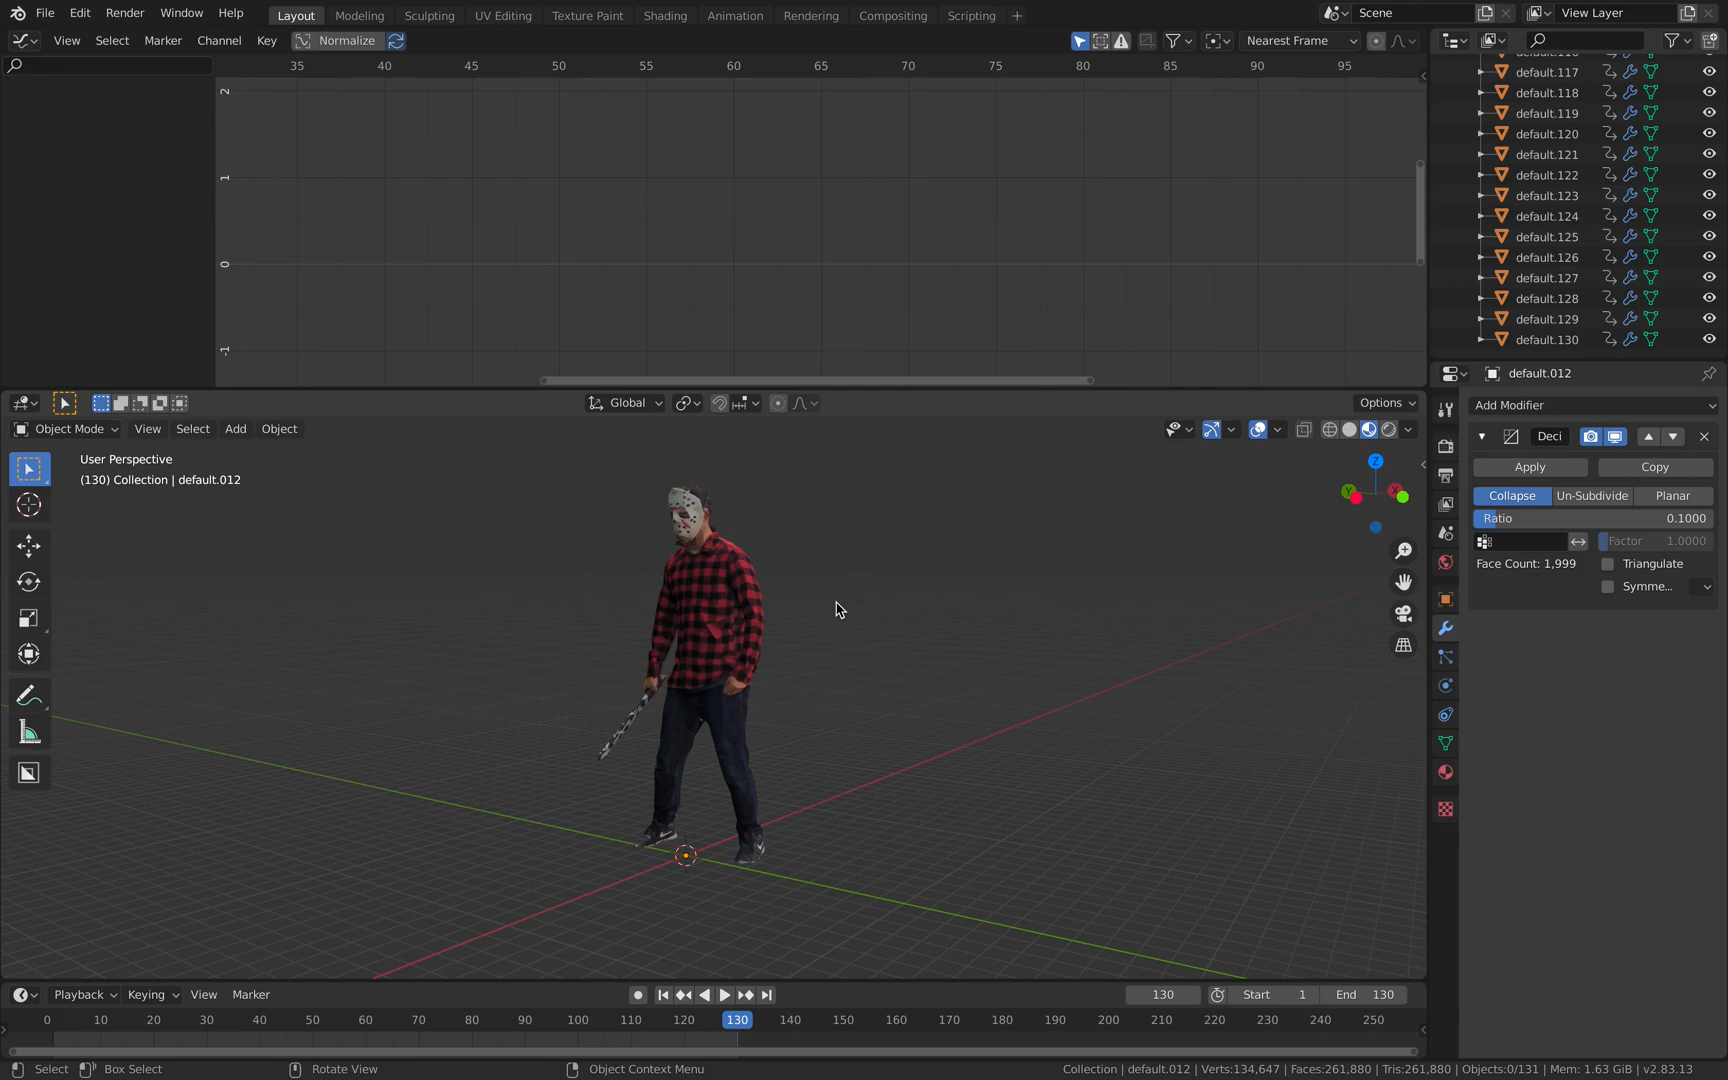 File Edit Render Window Help Layout Modeling Sculpting UV Editing Texture Paint Shading Animation Rendering Compositing Scripting + Scene View Layer
View Select Marker Channel Key Normalize Nearest Frame
35 40 45 50 55 60 65 70 75 80 85 90 95
2
1
0
-1
default.117
default.118
default.119
default.120
default.121
default.122
default.123
default.124
default.125
default.126
default.127
default.128
default.129
default.130
default.012
Add Modifier
Deci
Apply Copy
Collapse Un-Subdivide Planar
Ratio 0.1000
Factor 1.0000
Face Count: 1,999 Triangulate
Symme...
Global Options
Object Mode View Select Add Object
User Perspective
(130) Collection | default.012
Z
Y X
Playback Keying View Marker 130 Start 1 End 130
0 10 20 30 40 50 60 70 80 90 100 110 120 130 140 150 160 170 180 190 200 210 220 230 240 250
Select Box Select Rotate View Object Context Menu Collection | default.012 | Verts:134,647 | Faces:261,880 | Tris:261,880 | Objects:0/131 | Mem: 1.63 GiB | v2.83.13